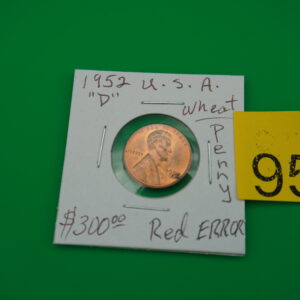 1952 U.S.A.
"D"
Wheat
Penny
$300.00
Red ERROR
95